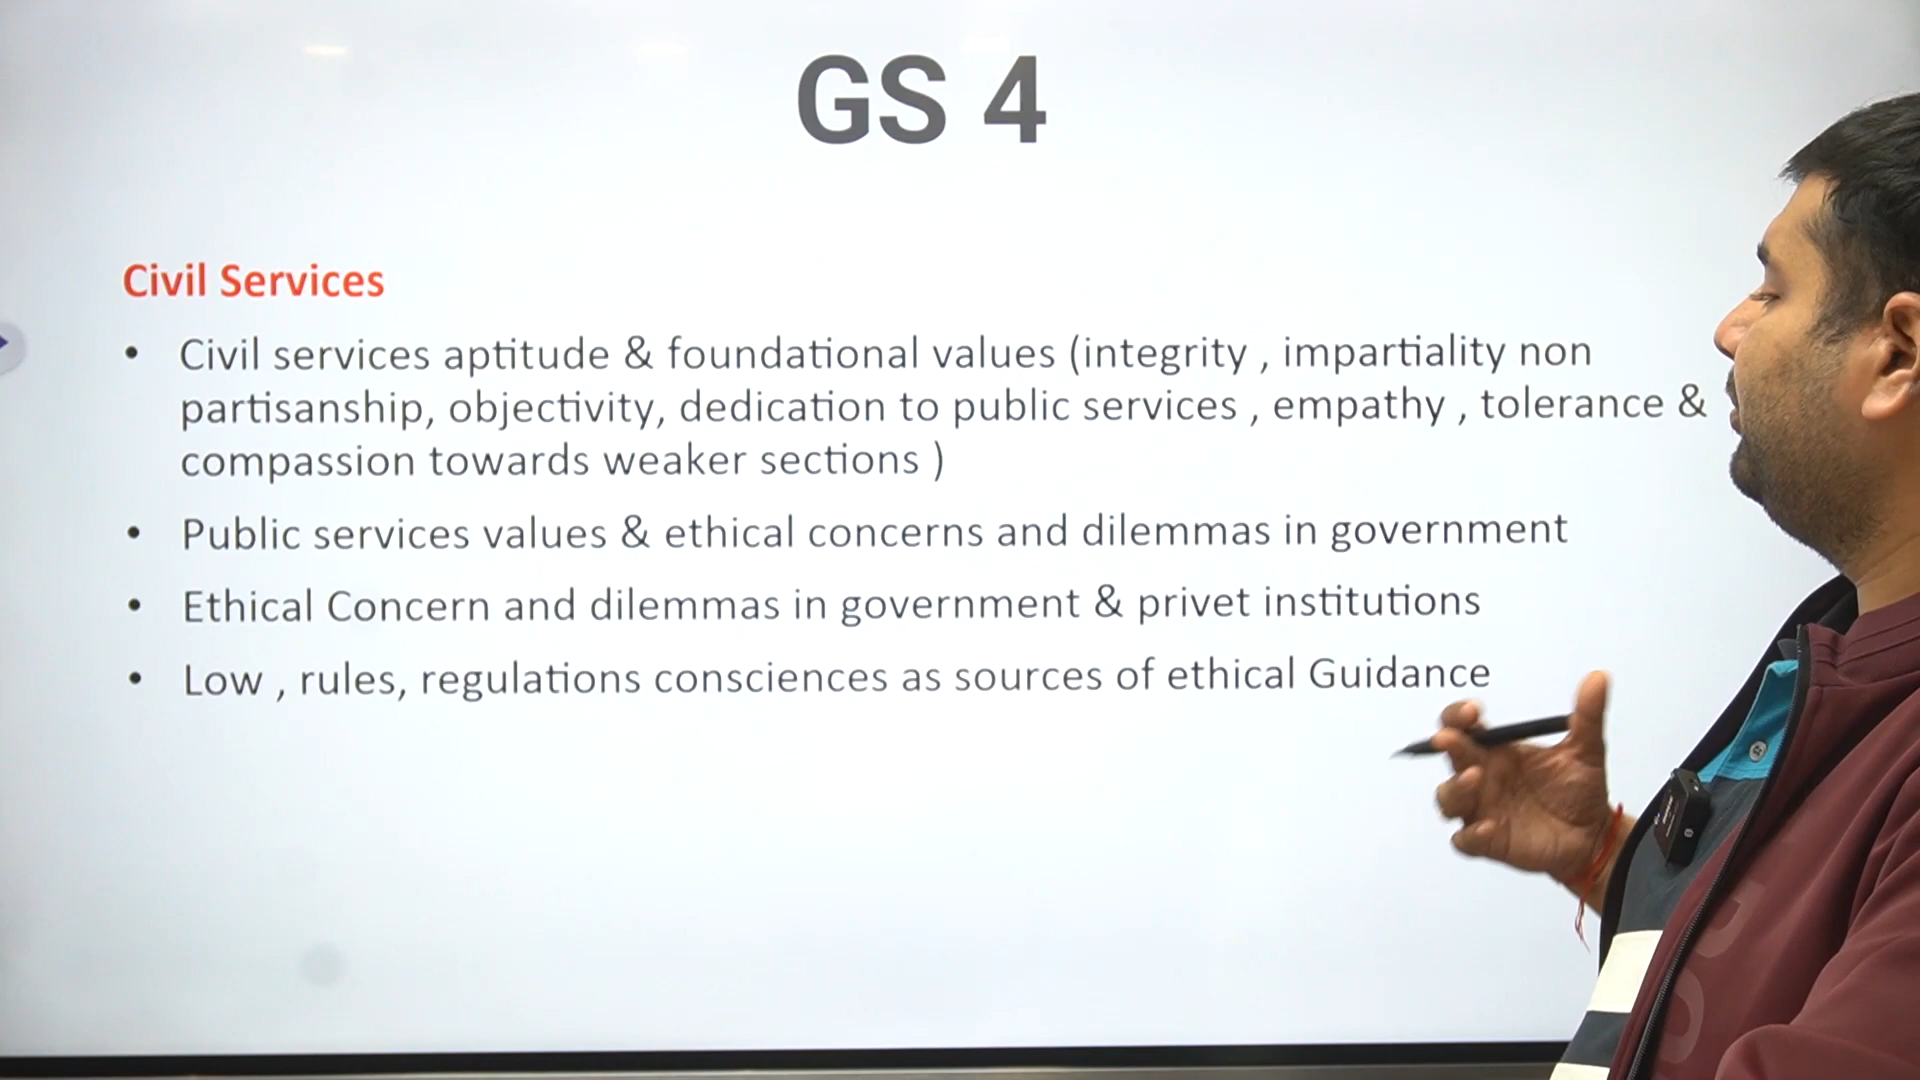 GS 4
Civil Services
• Civil services aptitude & foundational values (integrity , impartiality non
partisanship, objectivity, dedication to public services , empathy , tolerance &
compassion towards weaker sections )
• Public services values & ethical concerns and dilemmas in government
• Ethical Concern and dilemmas in government & privet institutions
• Low , rules, regulations consciences as sources of ethical Guidance